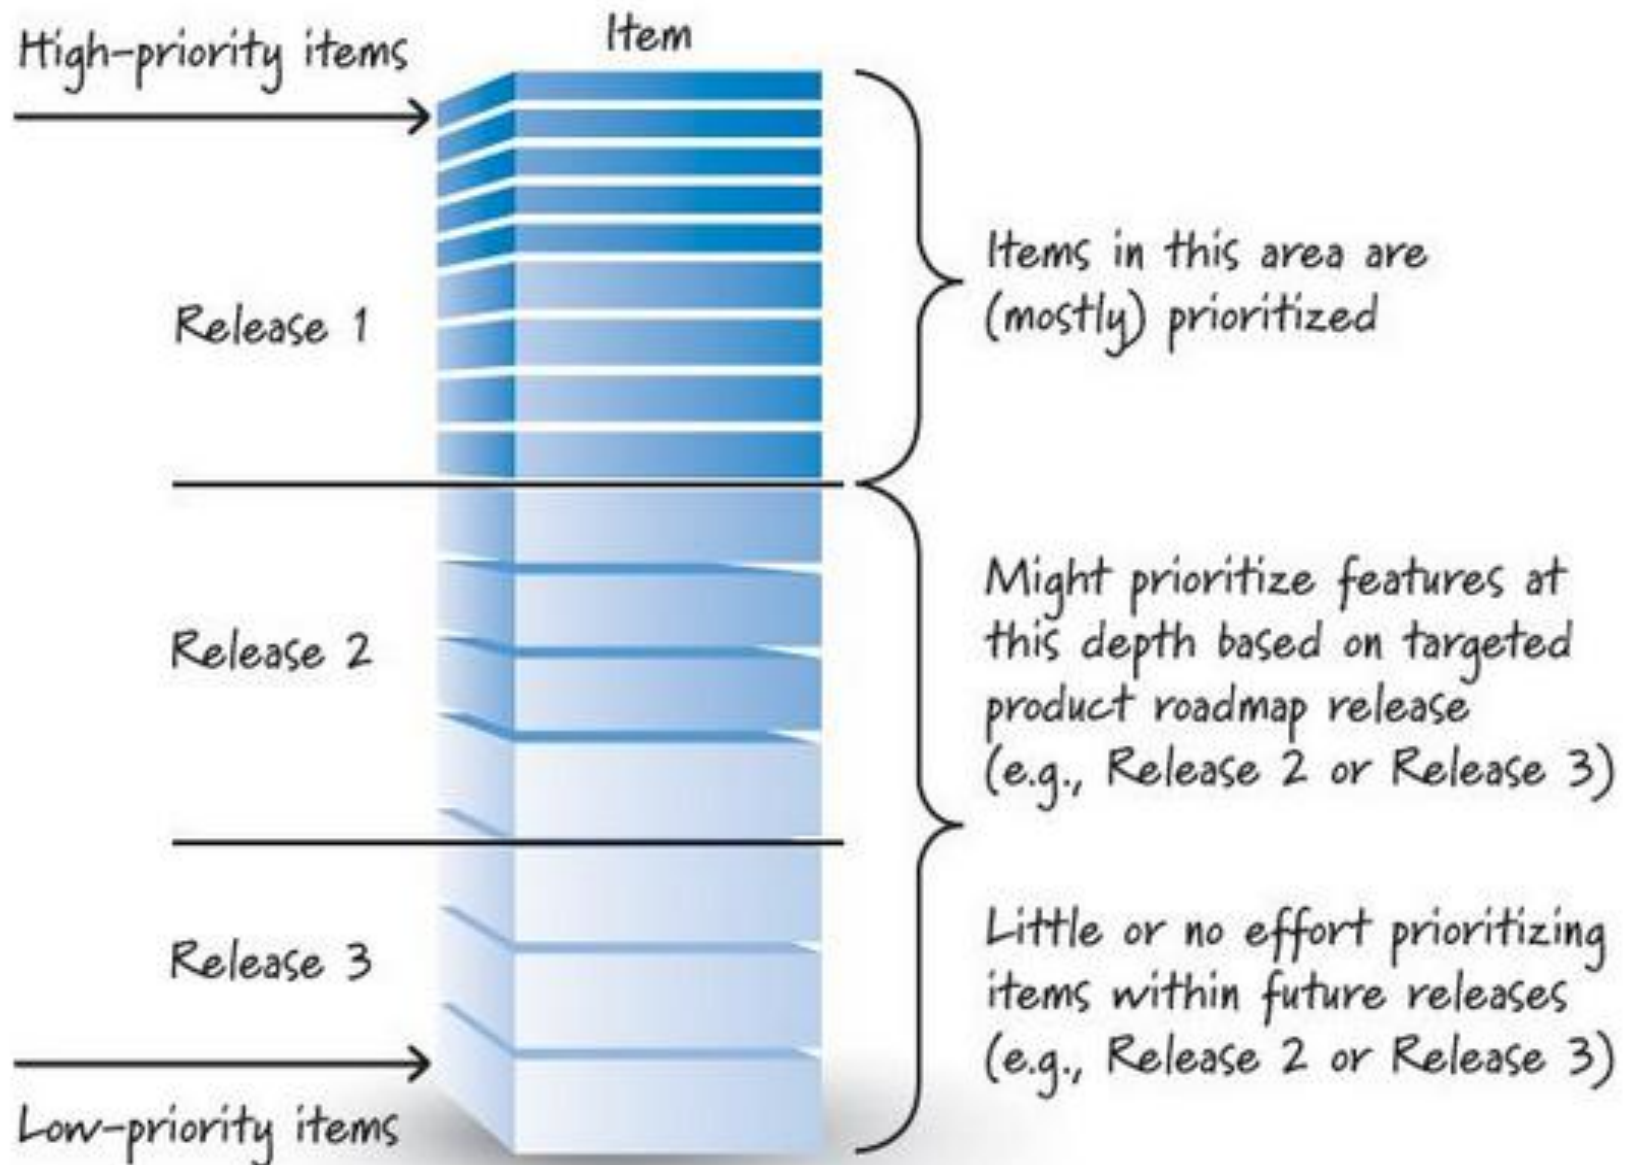 High-priority items
Item
Release 1
Items in this area are
(mostly) prioritized
Release 2
Might prioritize features at
this depth based on targeted
product roadmap release
(e.g., Release 2 or Release 3)
Release 3
Little or no effort prioritizing
items within future releases
(e.g., Release 2 or Release 3)
Low-priority items